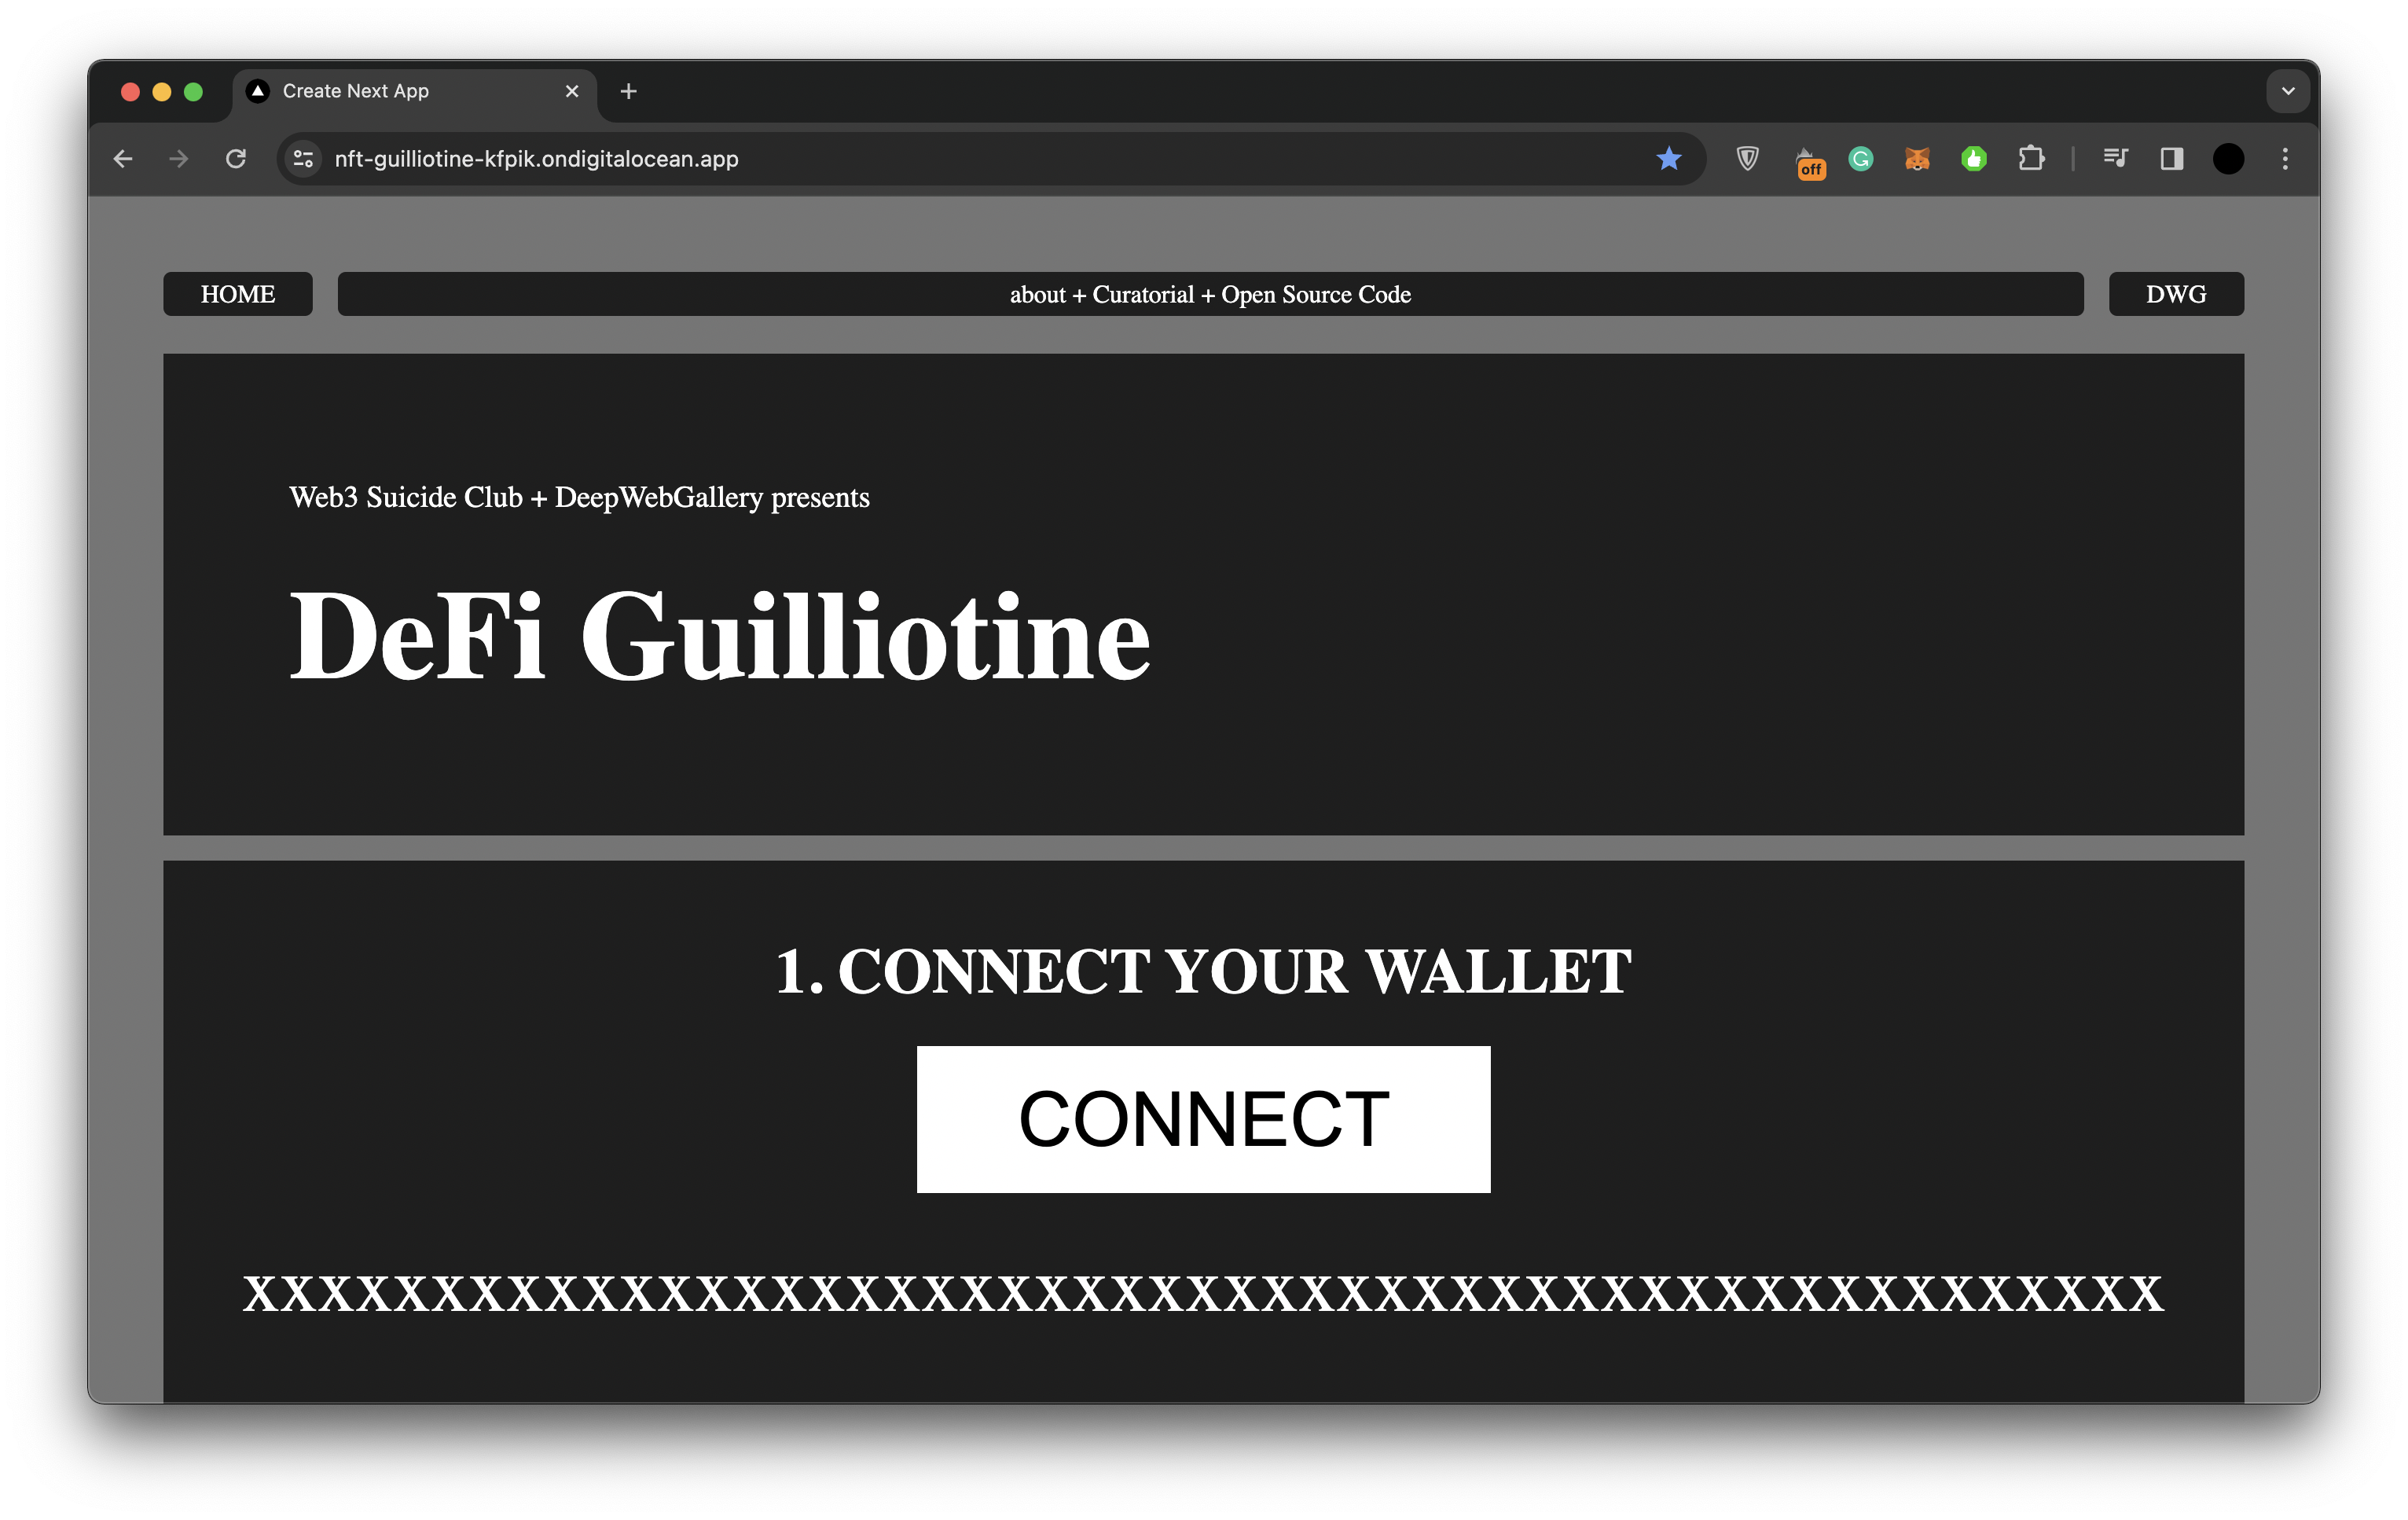 Create Next App
nft-guilliotine-kfpik.ondigitalocean.app
off
HOME
about + Curatorial + Open Source Code
DWG
Web3 Suicide Club + DeepWebGallery presents
DeFi Guilliotine
1. CONNECT YOUR WALLET
CONNECT
XXXXXXXXXXXXXXXXXXXXXXXXXXXXXXXXXXXXXXXXXXXXXXXXXXX